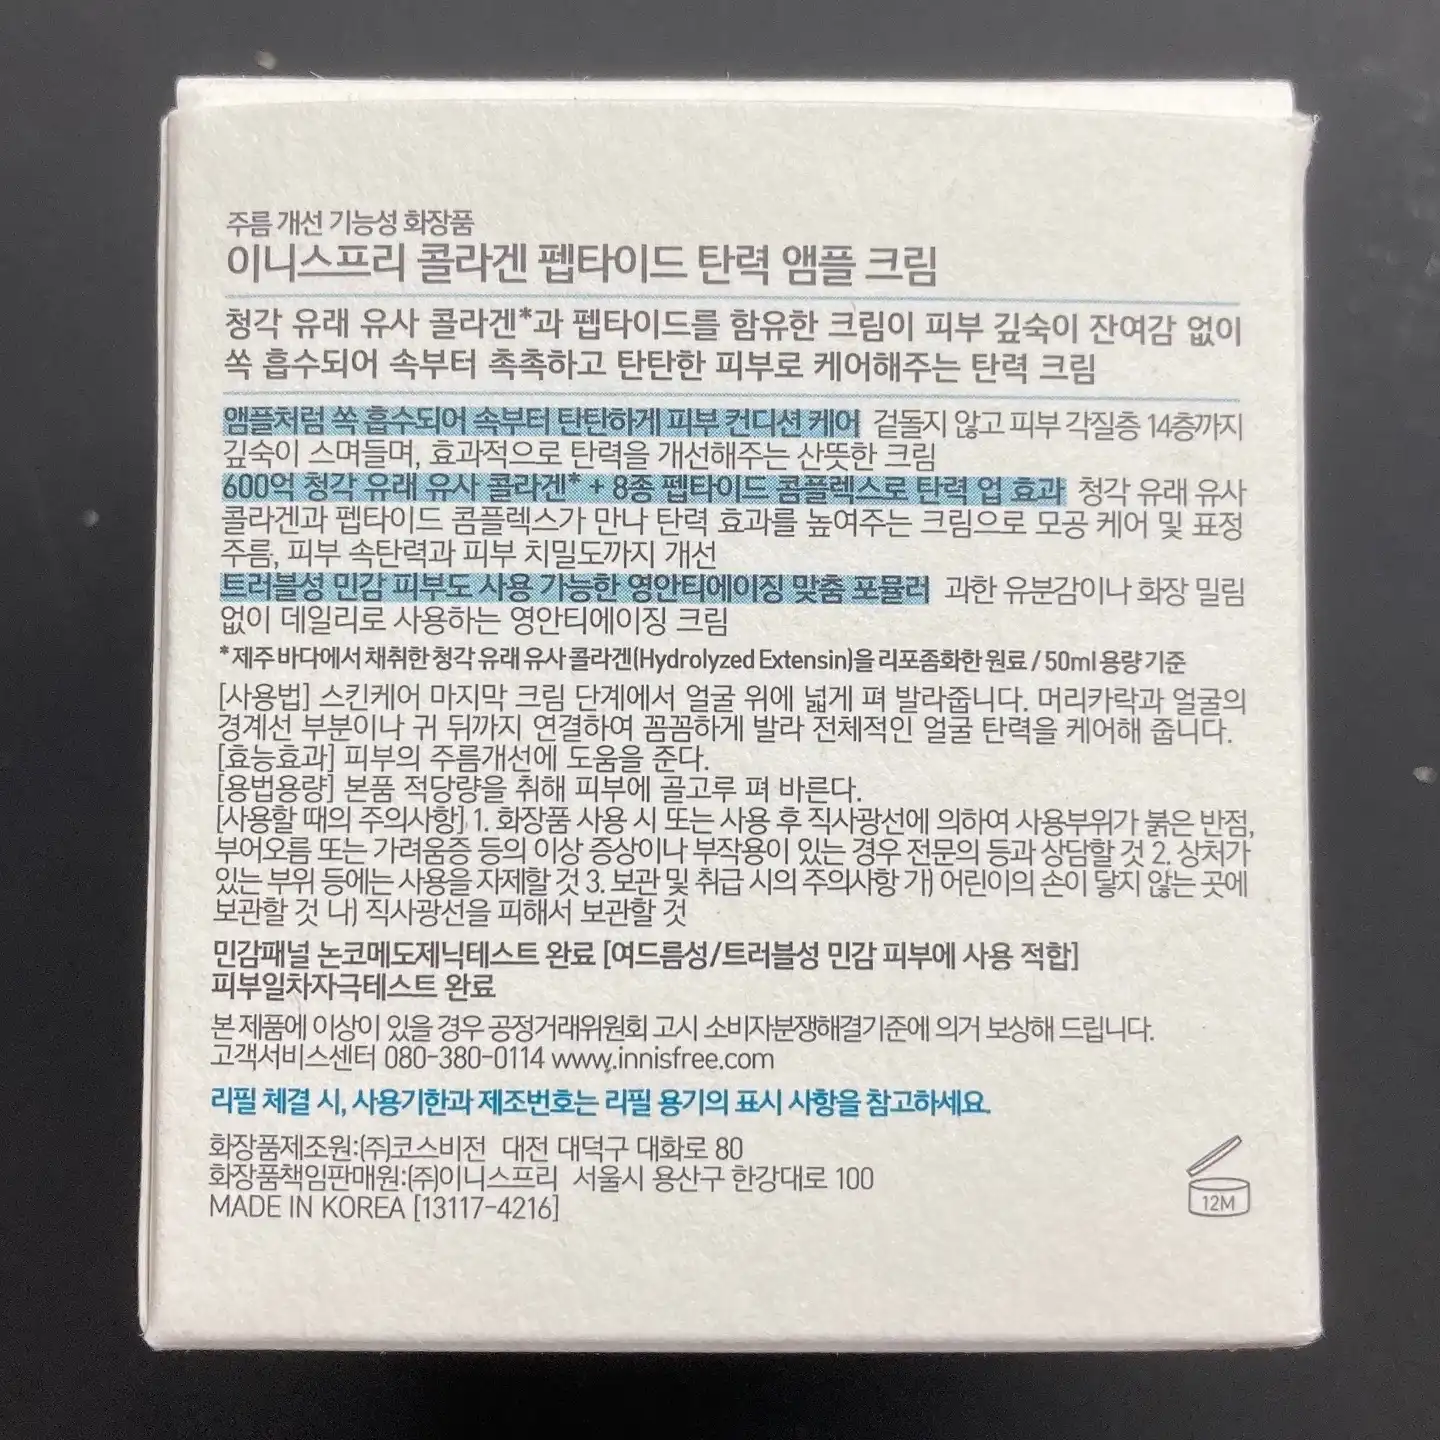 주름 개선 기능성 화장품
이니스프리 콜라겐 펩타이드 탄력 앰플 크림
청각 유래 유사 콜라겐*과 펩타이드를 함유한 크림이 피부 깊숙이 잔여감 없이
쏙 흡수되어 속부터 촉촉하고 탄탄한 피부로 케어해주는 탄력 크림
앰플처럼 쏙 흡수되어 속부터 탄탄하게 피부 컨디션 케어 겉돌지 않고 피부 각질층 14층까지
깊숙이 스며들며, 효과적으로 탄력을 개선해주는 산뜻한 크림
600억 청각 유래 유사 콜라겐* + 8종 펩타이드 콤플렉스로 탄력 업 효과 청각 유래 유사
콜라겐과 펩타이드 콤플렉스가 만나 탄력 효과를 높여주는 크림으로 모공 케어 및 표정
주름, 피부 속탄력과 피부 치밀도까지 개선
트러블성 민감 피부도 사용 가능한 영안티에이징 맞춤 포뮬러 과한 유분감이나 화장 밀림
없이 데일리로 사용하는 영안티에이징 크림
*제주 바다에서 채취한 청각 유래 유사 콜라겐(Hydrolyzed Extensin)을 리포좀화한 원료 / 50ml 용량 기준
[사용법] 스킨케어 마지막 크림 단계에서 얼굴 위에 넓게 펴 발라줍니다. 머리카락과 얼굴의
경계선 부분이나 귀 뒤까지 연결하여 꼼꼼하게 발라 전체적인 얼굴 탄력을 케어해 줍니다.
[효능효과] 피부의 주름개선에 도움을 준다.
[용법용량] 본품 적당량을 취해 피부에 골고루 펴 바른다.
[사용할 때의 주의사항] 1. 화장품 사용 시 또는 사용 후 직사광선에 의하여 사용부위가 붉은 반점,
부어오름 또는 가려움증 등의 이상 증상이나 부작용이 있는 경우 전문의 등과 상담할 것 2. 상처가
있는 부위 등에는 사용을 자제할 것 3. 보관 및 취급 시의 주의사항 가) 어린이의 손이 닿지 않는 곳에
보관할 것 나) 직사광선을 피해서 보관할 것
민감패널 논코메도제닉테스트 완료 [여드름성/트러블성 민감 피부에 사용 적합]
피부일차자극테스트 완료
본 제품에 이상이 있을 경우 공정거래위원회 고시 소비자분쟁해결기준에 의거 보상해 드립니다.
고객서비스센터 080-380-0114 www.innisfree.com
리필 체결 시, 사용기한과 제조번호는 리필 용기의 표시 사항을 참고하세요.
화장품제조원:(주)코스비전 대전 대덕구 대화로 80
화장품책임판매원:(주)이니스프리 서울시 용산구 한강대로 100
MADE IN KOREA [13117-4216]
12M